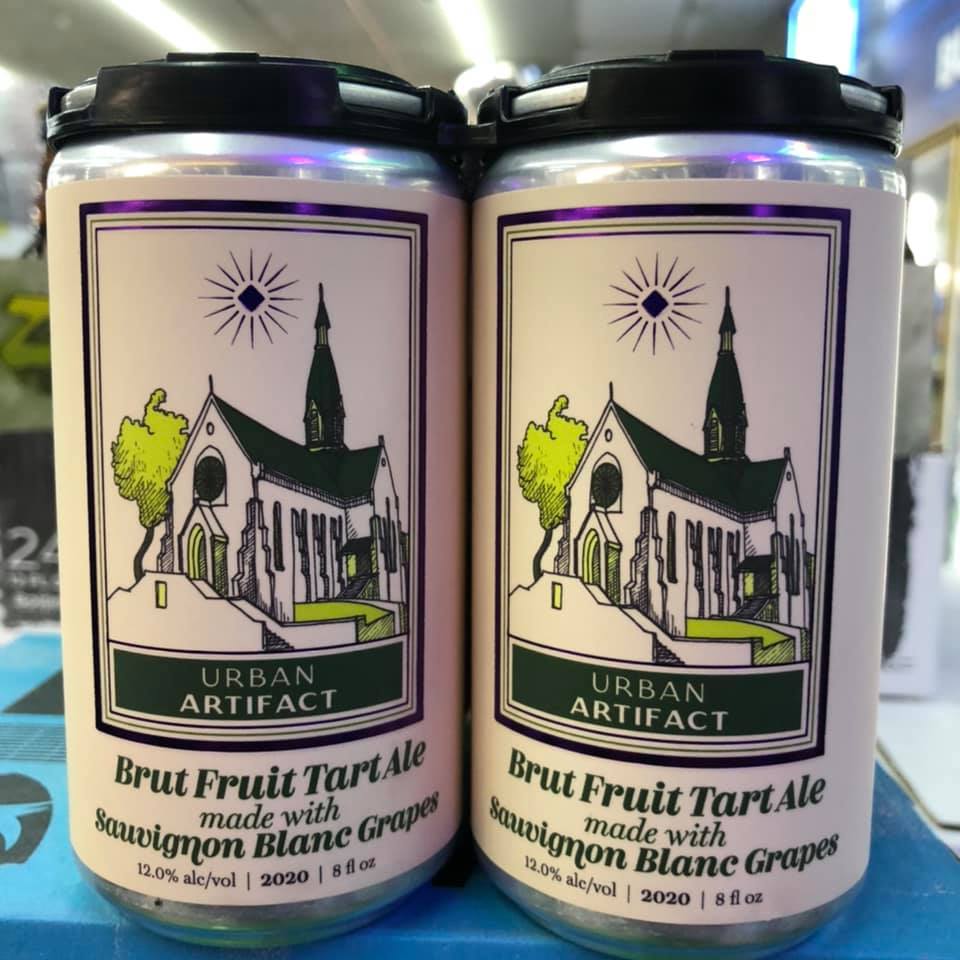 URBAN
ARTIFACT
Brut Fruit Tart Ale
made with
Sauvignon Blanc Grapes
12.0% alc/vol | 2020 | 8 fl oz
URBAN
ARTIFACT
Brut Fruit Tart Ale
made with
Sauvignon Blanc Grapes
12.0% alc/vol | 2020 | 8 fl oz
24